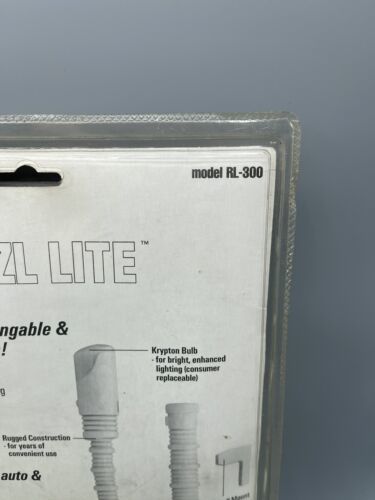 model RL-300
ZL LITE™
ngable &
!
Krypton Bulb
- for bright, enhanced
lighting (consumer
replaceable)
g
Rugged Construction
- for years of
convenient use
auto &
Mount